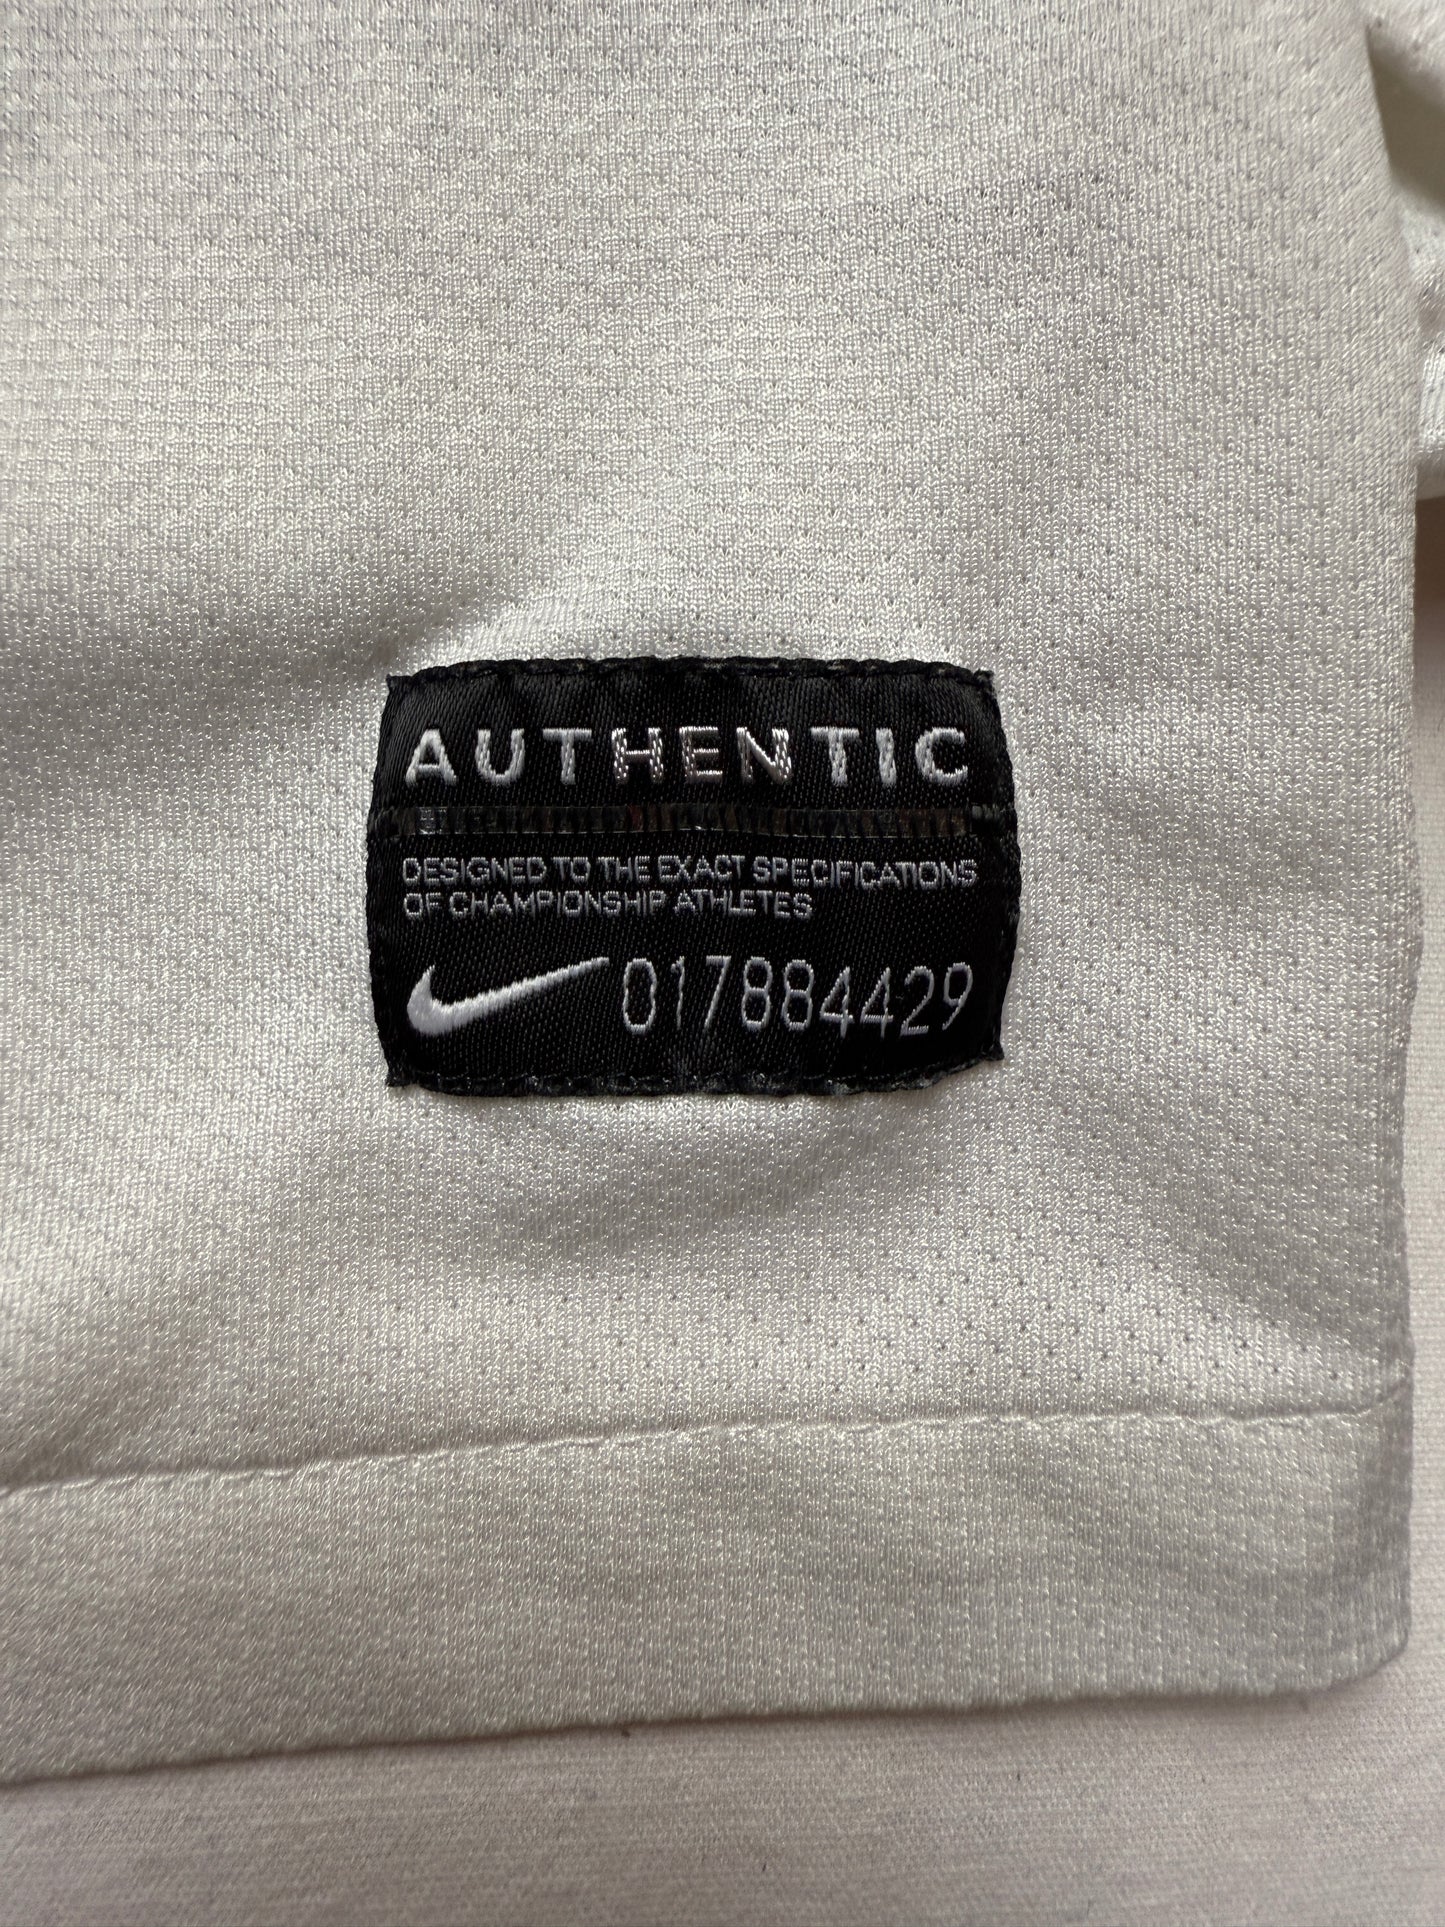 AUTHENTIC
DESIGNED TO THE EXACT SPECIFICATIONS
OF CHAMPIONSHIP ATHLETES
017884429